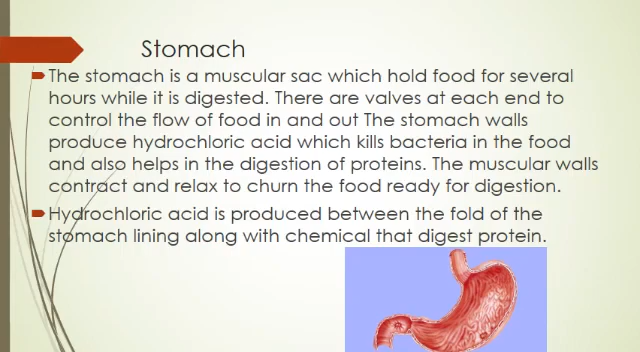 Stomach
The stomach is a muscular sac which hold food for several
hours while it is digested. There are valves at each end to
control the flow of food in and out The stomach walls
produce hydrochloric acid which kills bacteria in the food
and also helps in the digestion of proteins. The muscular walls
contract and relax to churn the food ready for digestion.
Hydrochloric acid is produced between the fold of the
stomach lining along with chemical that digest protein.